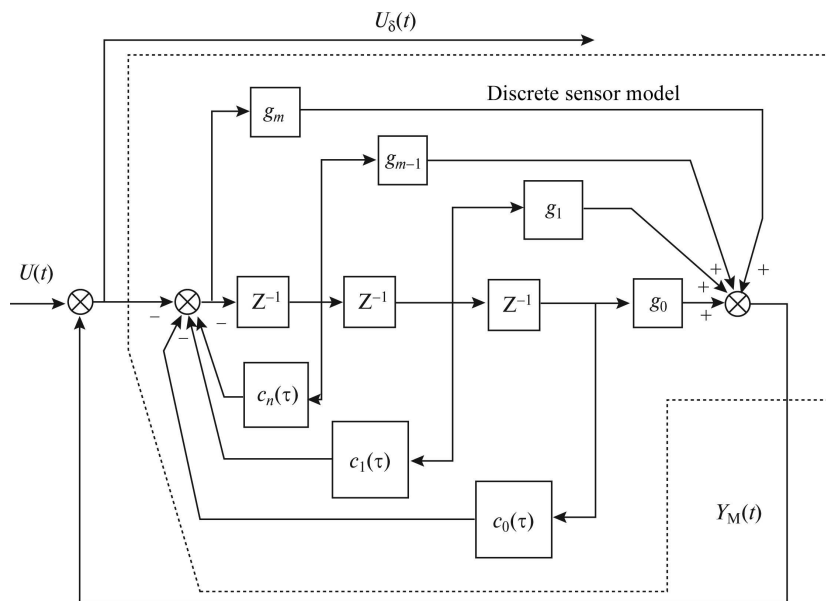 U_δ(t)
Discrete sensor model
g_m
g_{m−1}
g_1
U(t)
Z^{−1}
Z^{−1}
Z^{−1}
g_0
+
+
+
+
−
−
−
c_n(τ)
c_1(τ)
c_0(τ)
Y_M(t)